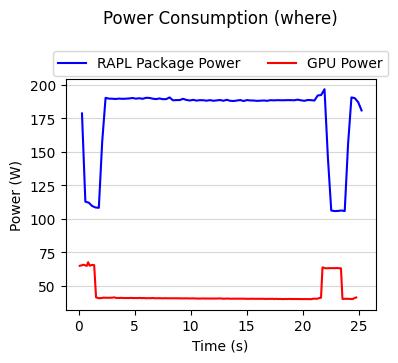 Power Consumption (where)
RAPL Package Power GPU Power
200
175
150
125
100
75
50
Power (W)
0 5 10 15 20 25
Time (s)